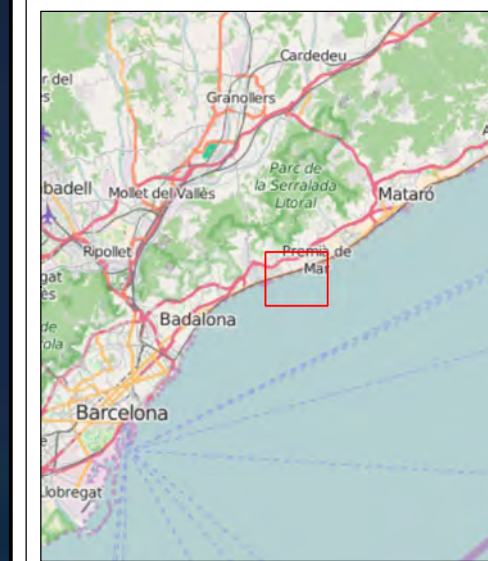 Cardedeu
r del
Granollers
Parc de
la Serralada
Litoral
badell
Mollet del Vallès
Mataró
Ripollet
Premià de
Mar
gat
ès
Badalona
de
ola
Barcelona
Llobregat